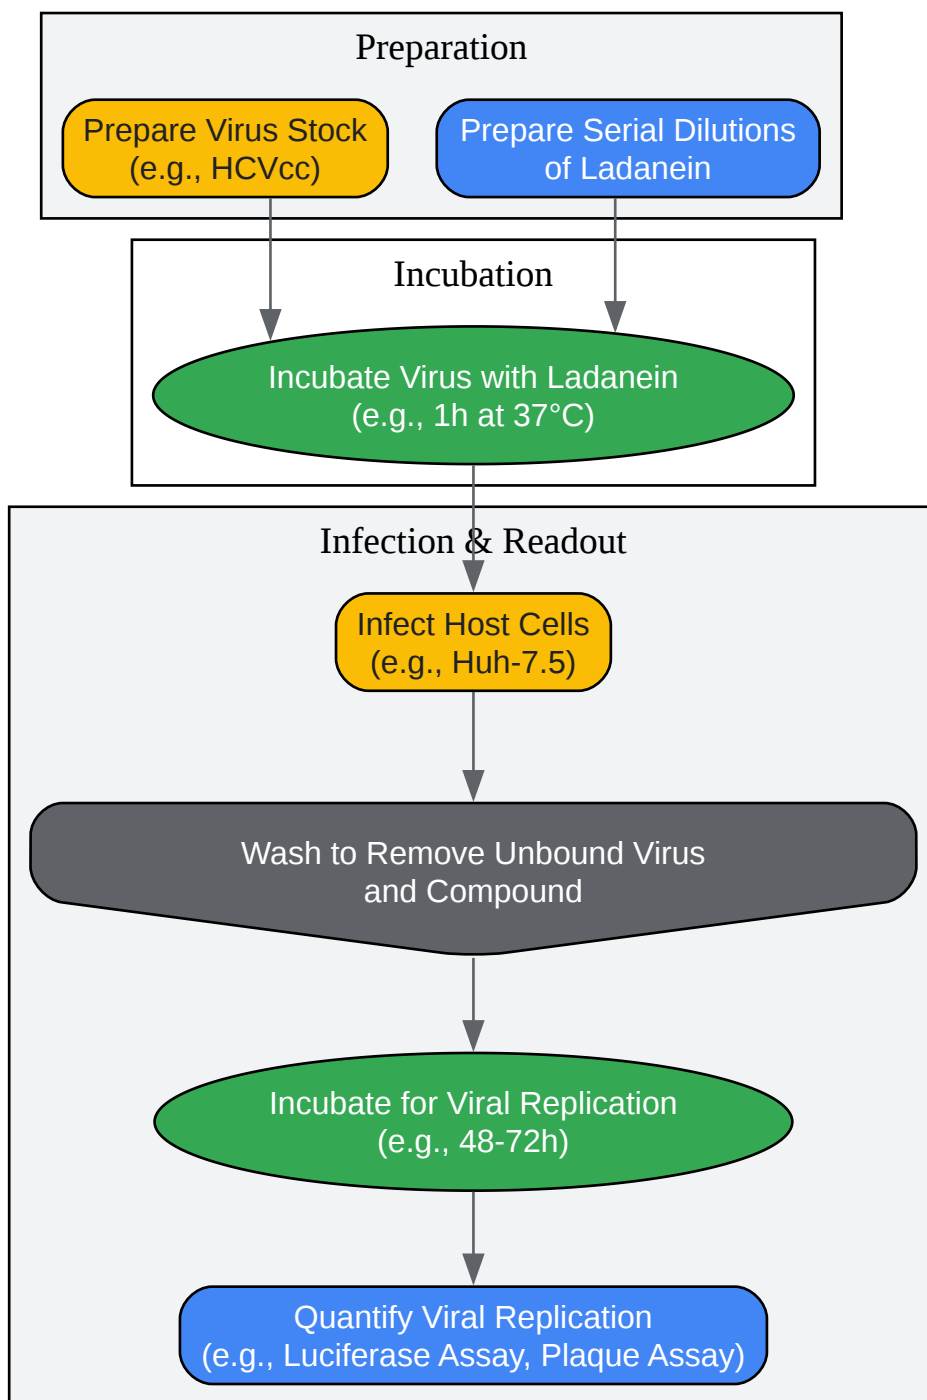 Preparation
Prepare Virus Stock
(e.g., HCVcc)
Prepare Serial Dilutions
of Ladanein
Incubation
Incubate Virus with Ladanein
(e.g., 1h at 37°C)
Infection & Readout
Infect Host Cells
(e.g., Huh-7.5)
Wash to Remove Unbound Virus
and Compound
Incubate for Viral Replication
(e.g., 48-72h)
Quantify Viral Replication
(e.g., Luciferase Assay, Plaque Assay)